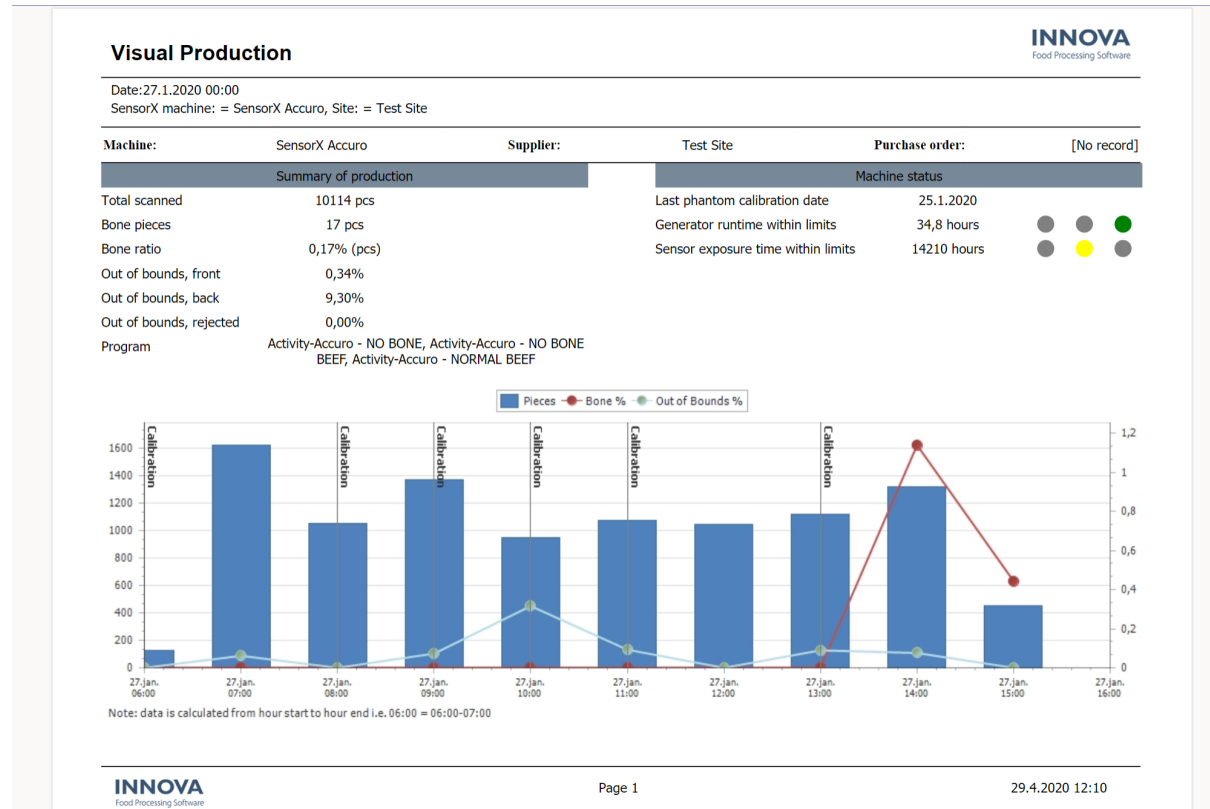 Visual Production
INNOVA
Food Processing Software
Date:27.1.2020 00:00
SensorX machine: = SensorX Accuro, Site: = Test Site
Machine: SensorX Accuro Supplier: Test Site Purchase order: [No record]
Summary of production
Total scanned 10114 pcs
Bone pieces 17 pcs
Bone ratio 0,17% (pcs)
Out of bounds, front 0,34%
Out of bounds, back 9,30%
Out of bounds, rejected 0,00%
Program Activity-Accuro - NO BONE, Activity-Accuro - NO BONE
BEEF, Activity-Accuro - NORMAL BEEF
Machine status
Last phantom calibration date 25.1.2020
Generator runtime within limits 34,8 hours
Sensor exposure time within limits 14210 hours
Pieces Bone % Out of Bounds %
1600
1400
1200
1000
800
600
400
200
0
Calibration
Calibration
Calibration
Calibration
Calibration
Calibration
1,2
1
0,8
0,6
0,4
0,2
0
27.jan. 27.jan. 27.jan. 27.jan. 27.jan. 27.jan. 27.jan. 27.jan. 27.jan. 27.jan. 27.jan.
06:00 07:00 08:00 09:00 10:00 11:00 12:00 13:00 14:00 15:00 16:00
Note: data is calculated from hour start to hour end i.e. 06:00 = 06:00-07:00
INNOVA
Food Processing Software
Page 1
29.4.2020 12:10